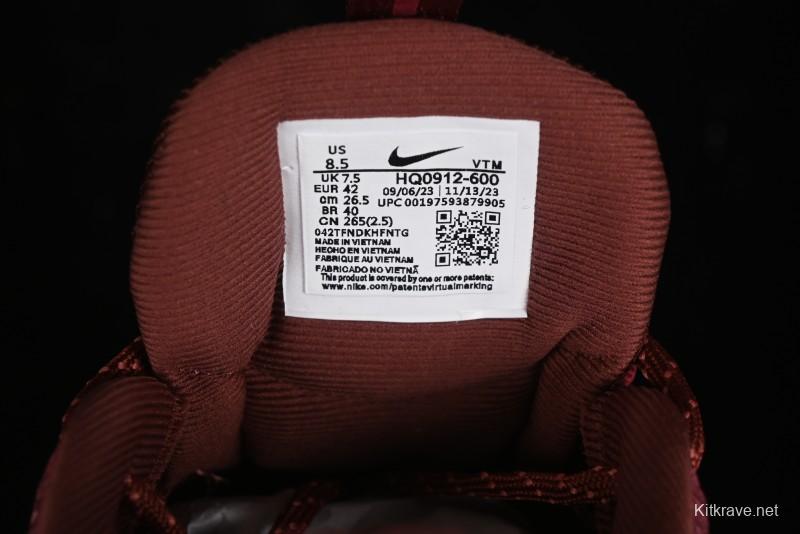 US
8.5
VTM
UK 7.5
HQ0912-600
EUR 42
09/06/23 | 11/13/23
cm 26.5
UPC 00197593879905
BR 40
CN 265(2.5)
042TFNDKHFNTG
MADE IN VIETNAM
HECHO EN VIETNAM
FABRIQUE AU VIETNAM
FABRICADO NO VIETNÃ
This product is covered by one or more patents:
www.nike.com/patentsvirtualmarking
Kitkrave.net